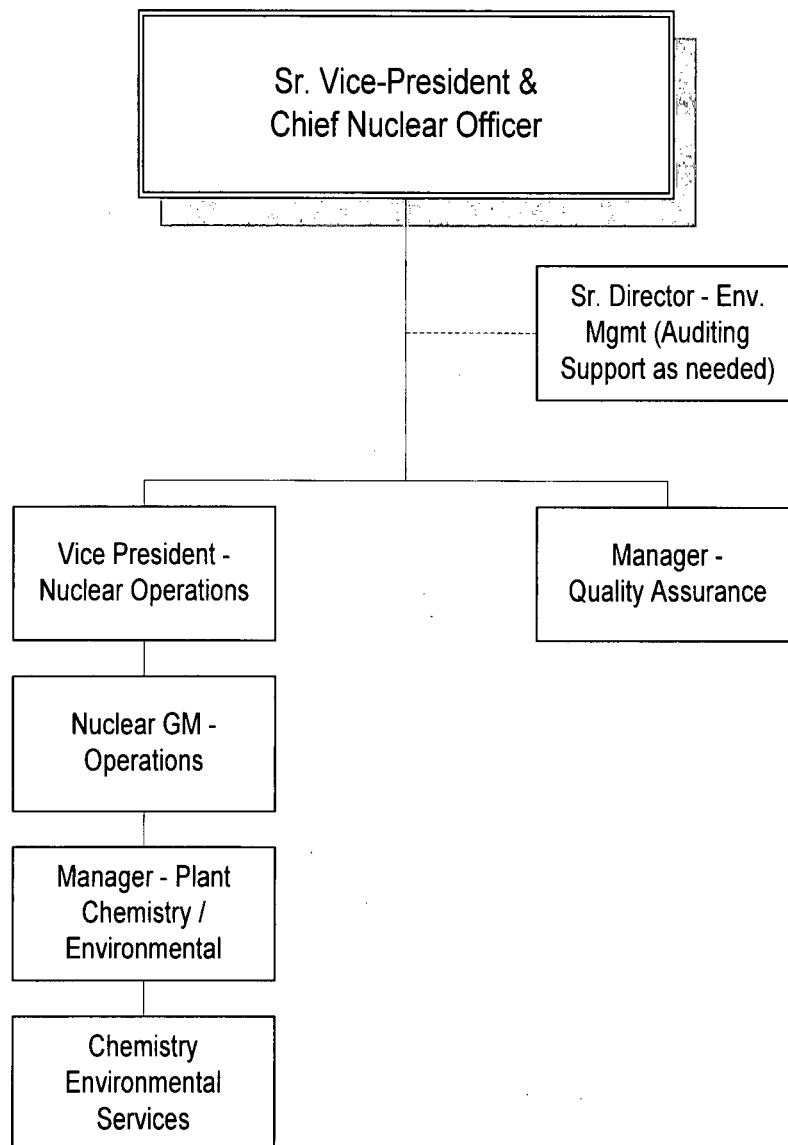 Sr. Vice-President &
Chief Nuclear Officer
Sr. Director - Env.
Mgmt (Auditing
Support as needed)
Vice President -
Nuclear Operations
Manager -
Quality Assurance
Nuclear GM -
Operations
Manager - Plant
Chemistry /
Environmental
Chemistry
Environmental
Services